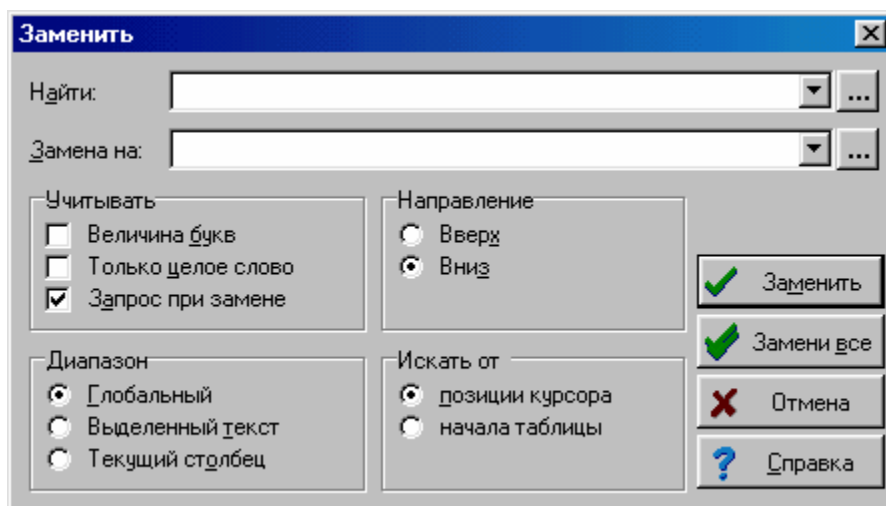 Заменить
Найти:
...
Замена на:
...
Учитывать
Величина букв
Только целое слово
Запрос при замене
Направление
Вверх
Вниз
Диапазон
Глобальный
Выделенный текст
Текущий столбец
Искать от
позиции курсора
начала таблицы
Заменить
Замени все
Отмена
Справка